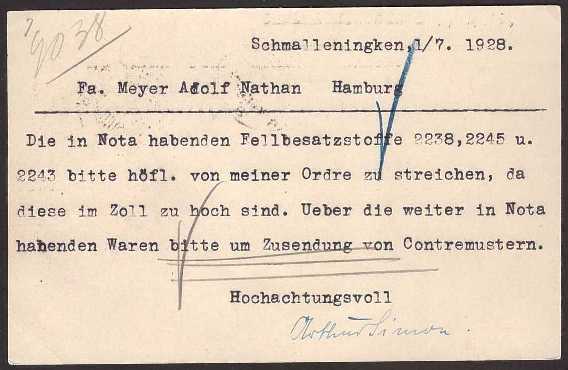 9038
Schmalleningken, 1/7. 1928.
Fa. Meyer Adolf Nathan Hamburg
Die in Nota habenden Fellbesatzstoffe 2238,2245 u.
2243 bitte höfl. von meiner Ordre zu streichen, da
diese im Zoll zu hoch sind. Ueber die weiter in Nota
habenden Waren bitte um Zusendung von Contremustern.
Hochachtungsvoll
Arthur Simon.